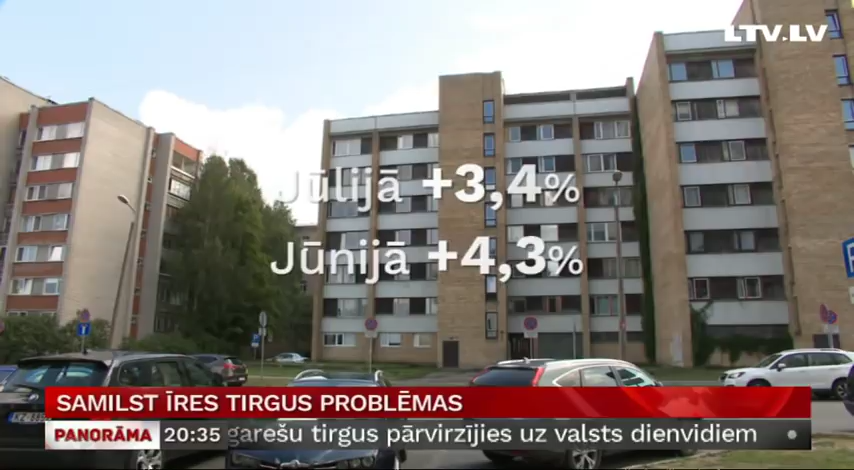 LTV.LV
Jūlijā +3,4%
Jūnijā +4,3%
SAMILST ĪRES TIRGUS PROBLĒMAS
PANORĀMA 20:35 garešu tirgus pārvirzījies uz valsts dienvidiem